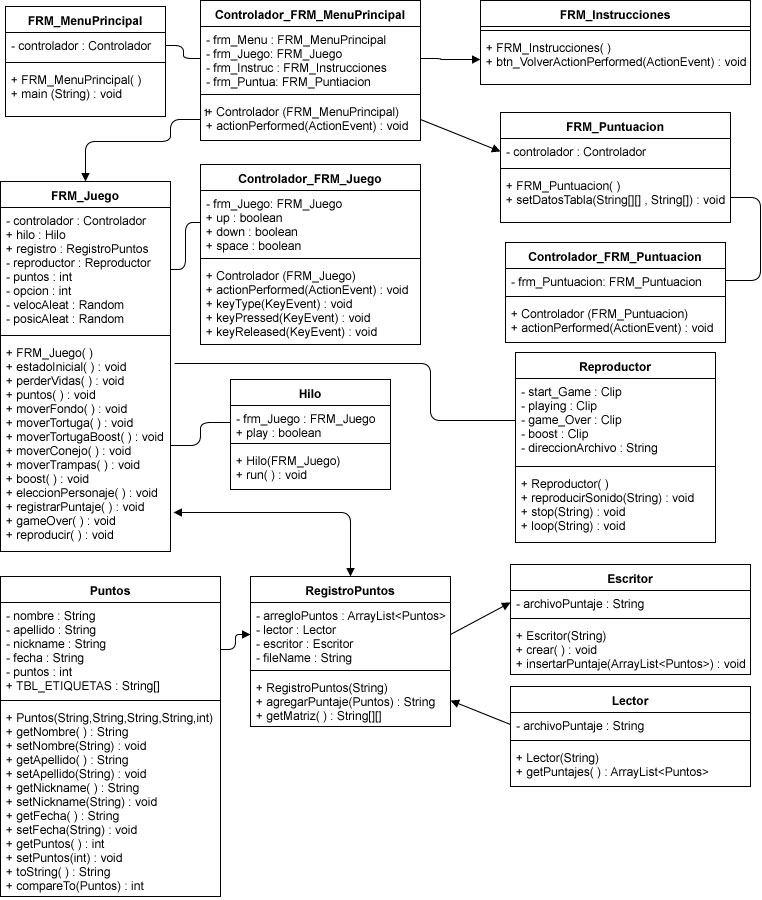 FRM_MenuPrincipal
- controlador : Controlador
+ FRM_MenuPrincipal( )
+ main (String) : void
Controlador_FRM_MenuPrincipal
- frm_Menu : FRM_MenuPrincipal
- frm_Juego: FRM_Juego
- frm_Instruc : FRM_Instrucciones
- frm_Puntua: FRM_Puntiacion
+ Controlador (FRM_MenuPrincipal)
+ actionPerformed(ActionEvent) : void
FRM_Instrucciones
+ FRM_Instrucciones( )
+ btn_VolverActionPerformed(ActionEvent) : void
FRM_Puntuacion
- controlador : Controlador
+ FRM_Puntuacion( )
+ setDatosTabla(String[][] , String[]) : void
FRM_Juego
- controlador : Controlador
+ hilo : Hilo
+ registro : RegistroPuntos
- reproductor : Reproductor
- puntos : int
- opcion : int
- velocAleat : Random
- posicAleat : Random
+ FRM_Juego( )
+ estadoInicial( ) : void
+ perderVidas( ) : void
+ puntos( ) : void
+ moverFondo( ) : void
+ moverTortuga( ) : void
+ moverTortugaBoost( ) : void
+ moverConejo( ) : void
+ moverTrampas( ) : void
+ boost( ) : void
+ eleccionPersonaje( ) : void
+ registrarPuntaje( ) : void
+ gameOver( ) : void
+ reproducir( ) : void
Controlador_FRM_Juego
- frm_Juego: FRM_Juego
+ up : boolean
+ down : boolean
+ space : boolean
+ Controlador (FRM_Juego)
+ actionPerformed(ActionEvent) : void
+ keyType(KeyEvent) : void
+ keyPressed(KeyEvent) : void
+ keyReleased(KeyEvent) : void
Controlador_FRM_Puntuacion
- frm_Puntuacion: FRM_Puntuacion
+ Controlador (FRM_Puntuacion)
+ actionPerformed(ActionEvent) : void
Hilo
- frm_Juego : FRM_Juego
+ play : boolean
+ Hilo(FRM_Juego)
+ run( ) : void
Reproductor
- start_Game : Clip
- playing : Clip
- game_Over : Clip
- boost : Clip
- direccionArchivo : String
+ Reproductor( )
+ reproducirSonido(String) : void
+ stop(String) : void
+ loop(String) : void
Puntos
- nombre : String
- apellido : String
- nickname : String
- fecha : String
- puntos : int
+ TBL_ETIQUETAS : String[]
+ Puntos(String,String,String,String,int)
+ getNombre( ) : String
+ setNombre(String) : void
+ getApellido( ) : String
+ setApellido(String) : void
+ getNickname( ) : String
+ setNickname(String) : void
+ getFecha( ) : String
+ setFecha(String) : void
+ getPuntos( ) : int
+ setPuntos(int) : void
+ toString( ) : String
+ compareTo(Puntos) : int
RegistroPuntos
- arregloPuntos : ArrayList<Puntos>
- lector : Lector
- escritor : Escritor
- fileName : String
+ RegistroPuntos(String)
+ agregarPuntaje(Puntos) : String
+ getMatriz( ) : String[][]
Escritor
- archivoPuntaje : String
+ Escritor(String)
+ crear( ) : void
+ insertarPuntaje(ArrayList<Puntos>) : void
Lector
- archivoPuntaje : String
+ Lector(String)
+ getPuntajes( ) : ArrayList<Puntos>